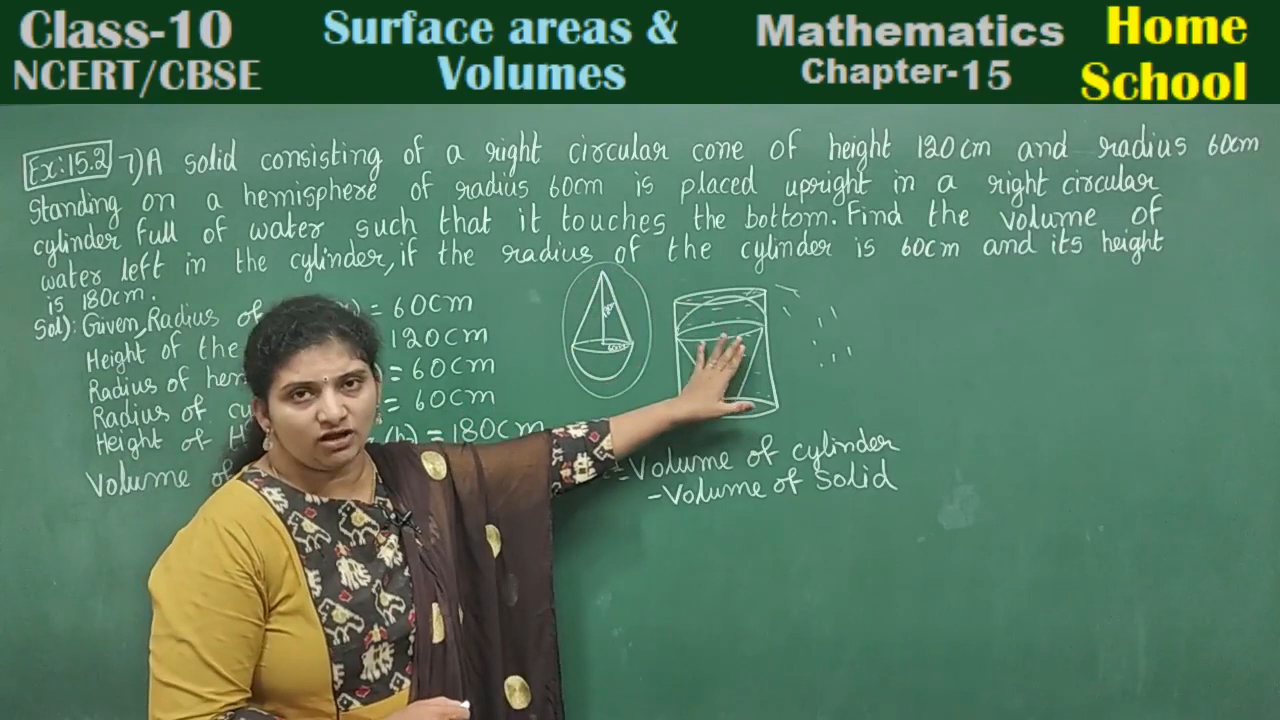 Class-10
NCERT/CBSE
Surface areas &
Volumes
Mathematics
Chapter-15
Home
School
Ex:15.2 7) A solid consisting of a right circular cone of height 120cm and radius 60cm
standing on a hemisphere of radius 60cm is placed upright in a right circular
cylinder full of water such that it touches the bottom. Find the volume of
water left in the cylinder, if the radius of the cylinder is 60cm and its height
is 180cm.
Sol): Given, Radius of = 60cm
Height of the 120cm
Radius of hem = 60cm
Radius of cy = 60cm
Height of (h) = 180cm
Volume of
60cm
Volume of cylinder
-Volume of Solid